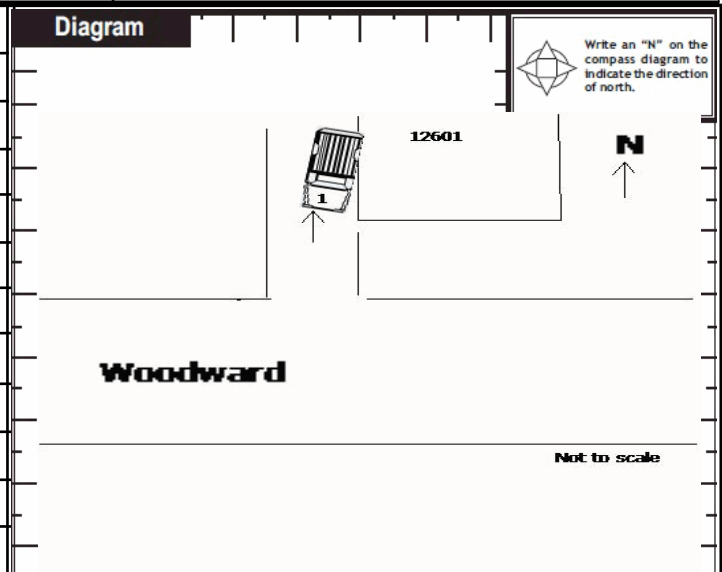 Diagram
Write an “N” on the
compass diagram to
indicate the direction
of north.
12601
N
1
Woodward
Not to scale